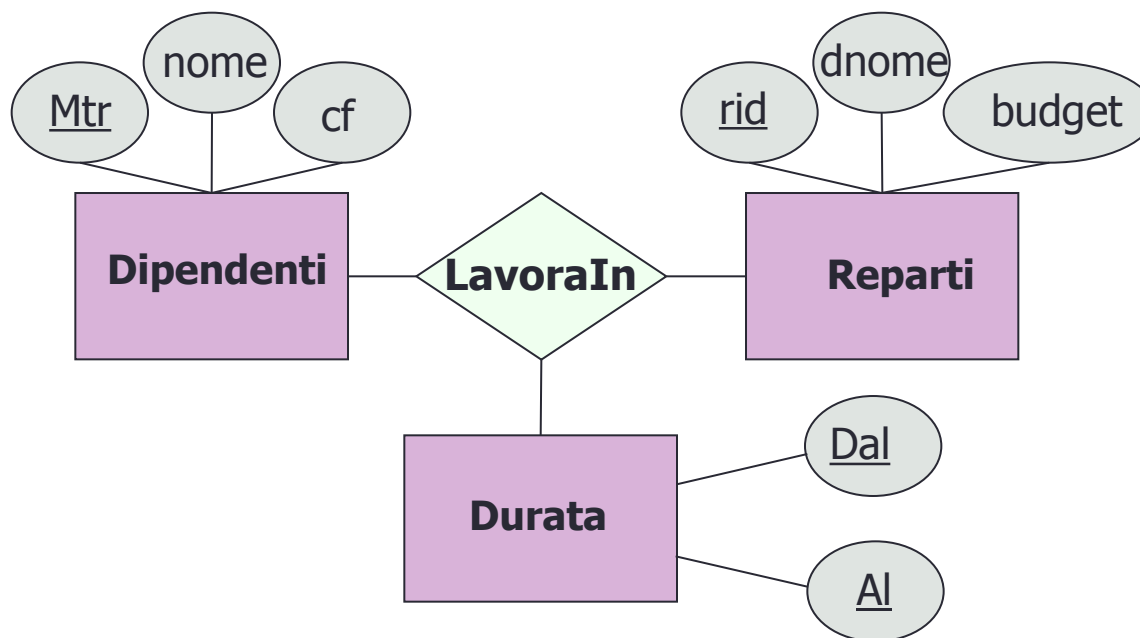 nome
Mtr
cf
dnome
rid
budget
Dipendenti
LavoraIn
Reparti
Durata
Dal
Al